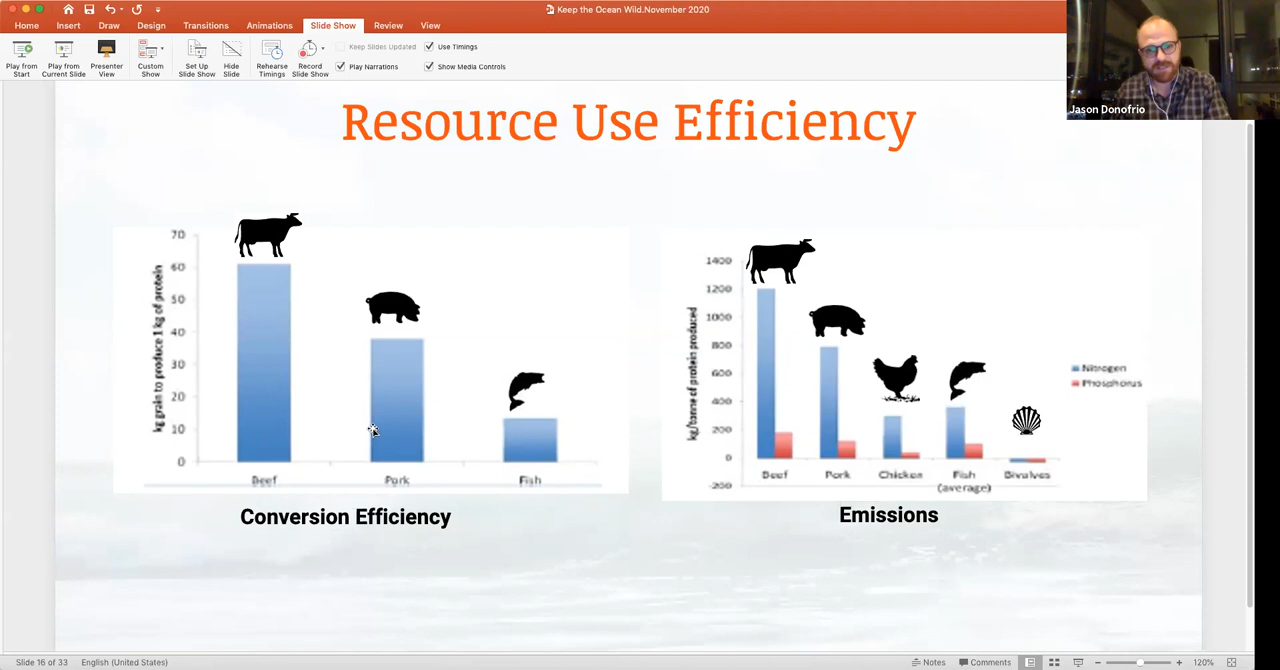 Keep the Ocean Wild.November 2020
Home Insert Draw Design Transitions Animations Slide Show Review View
Play from Start
Play from Current Slide
Presenter View
Custom Show
Set Up Slide Show
Hide Slide
Rehearse Timings
Record Slide Show
Keep Slides Updated
Use Timings
Play Narrations
Show Media Controls
Jason Donofrio
Resource Use Efficiency
kg grain to produce 1 kg of protein
70
60
50
40
30
20
10
0
Beef Pork Fish
Conversion Efficiency
kg/tonne of protein produced
1400
1200
1000
800
600
400
200
0
-200
Beef Pork Chicken Fish Bivalves
(average)
Nitrogen
Phosphorus
Emissions
Slide 16 of 33 English (United States) Notes Comments 120%